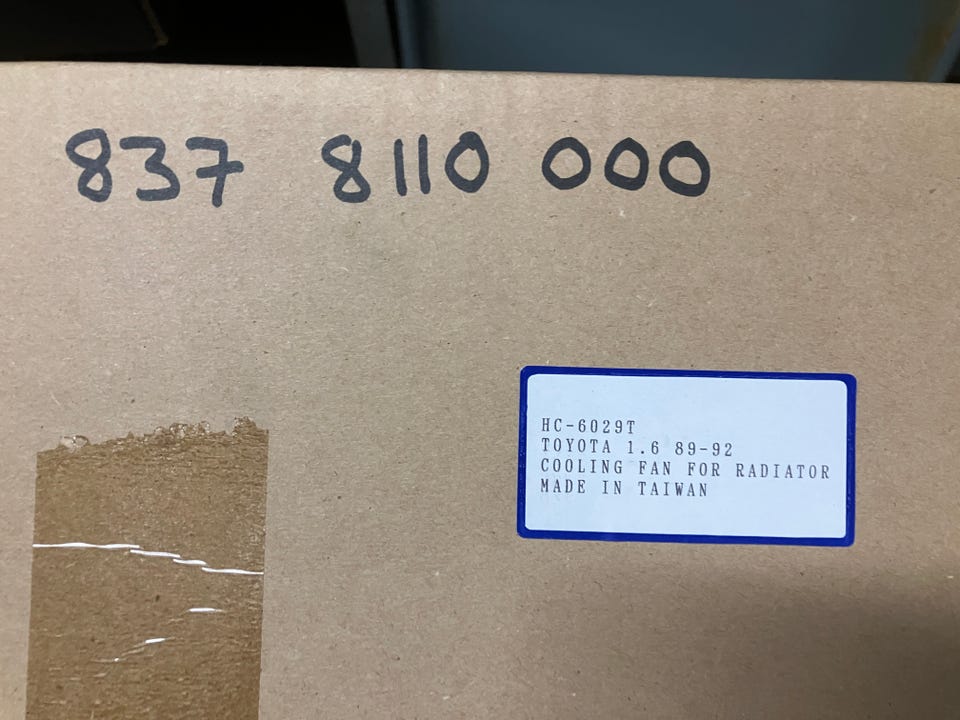 837 8110 000
HC-6029T
TOYOTA 1.6 89-92
COOLING FAN FOR RADIATOR
MADE IN TAIWAN